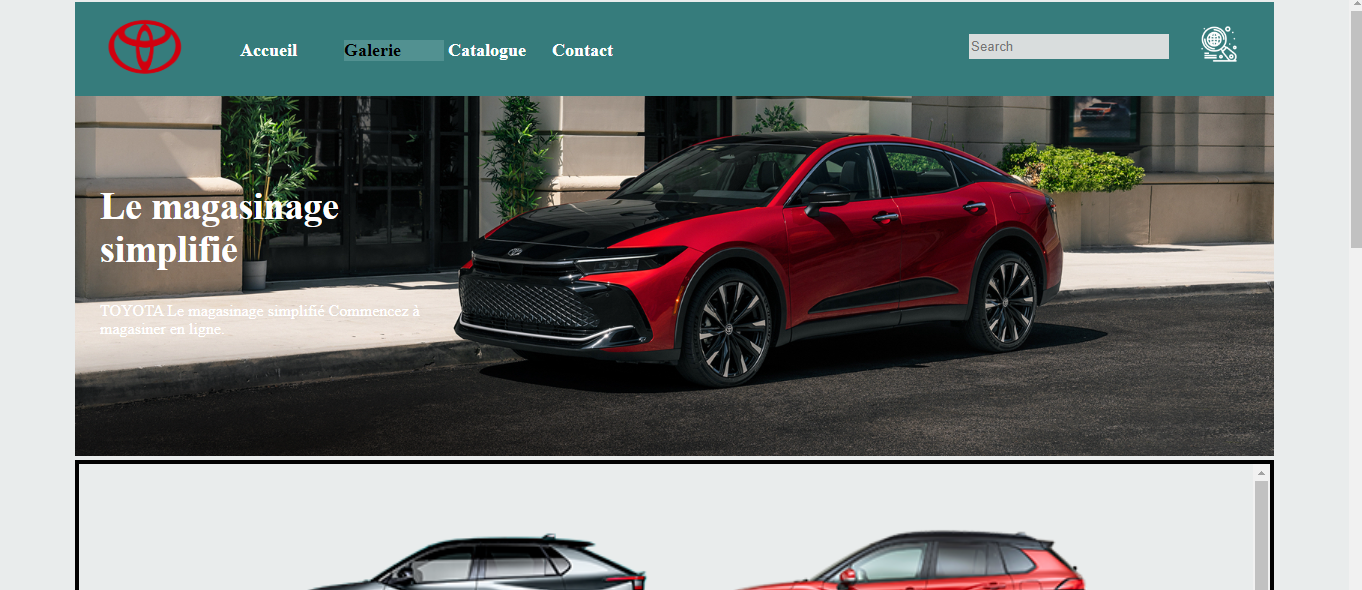 Accueil Galerie Catalogue Contact Search
Le magasinage
simplifié
TOYOTA Le magasinage simplifié Commencez à
magasiner en ligne.